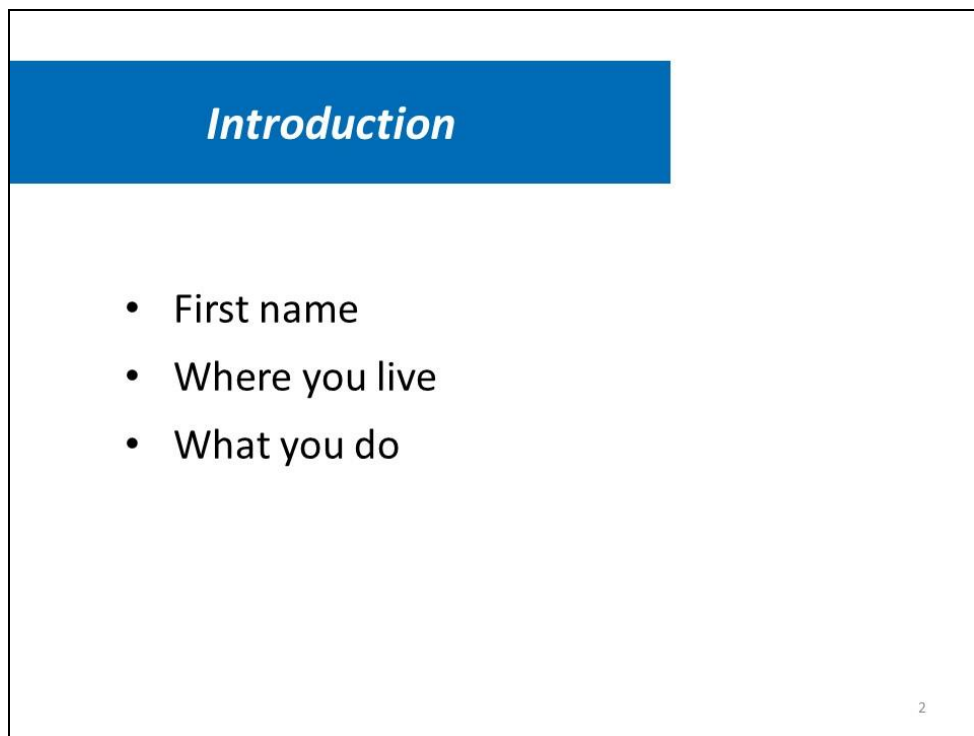 Introduction
• First name
• Where you live
• What you do
2